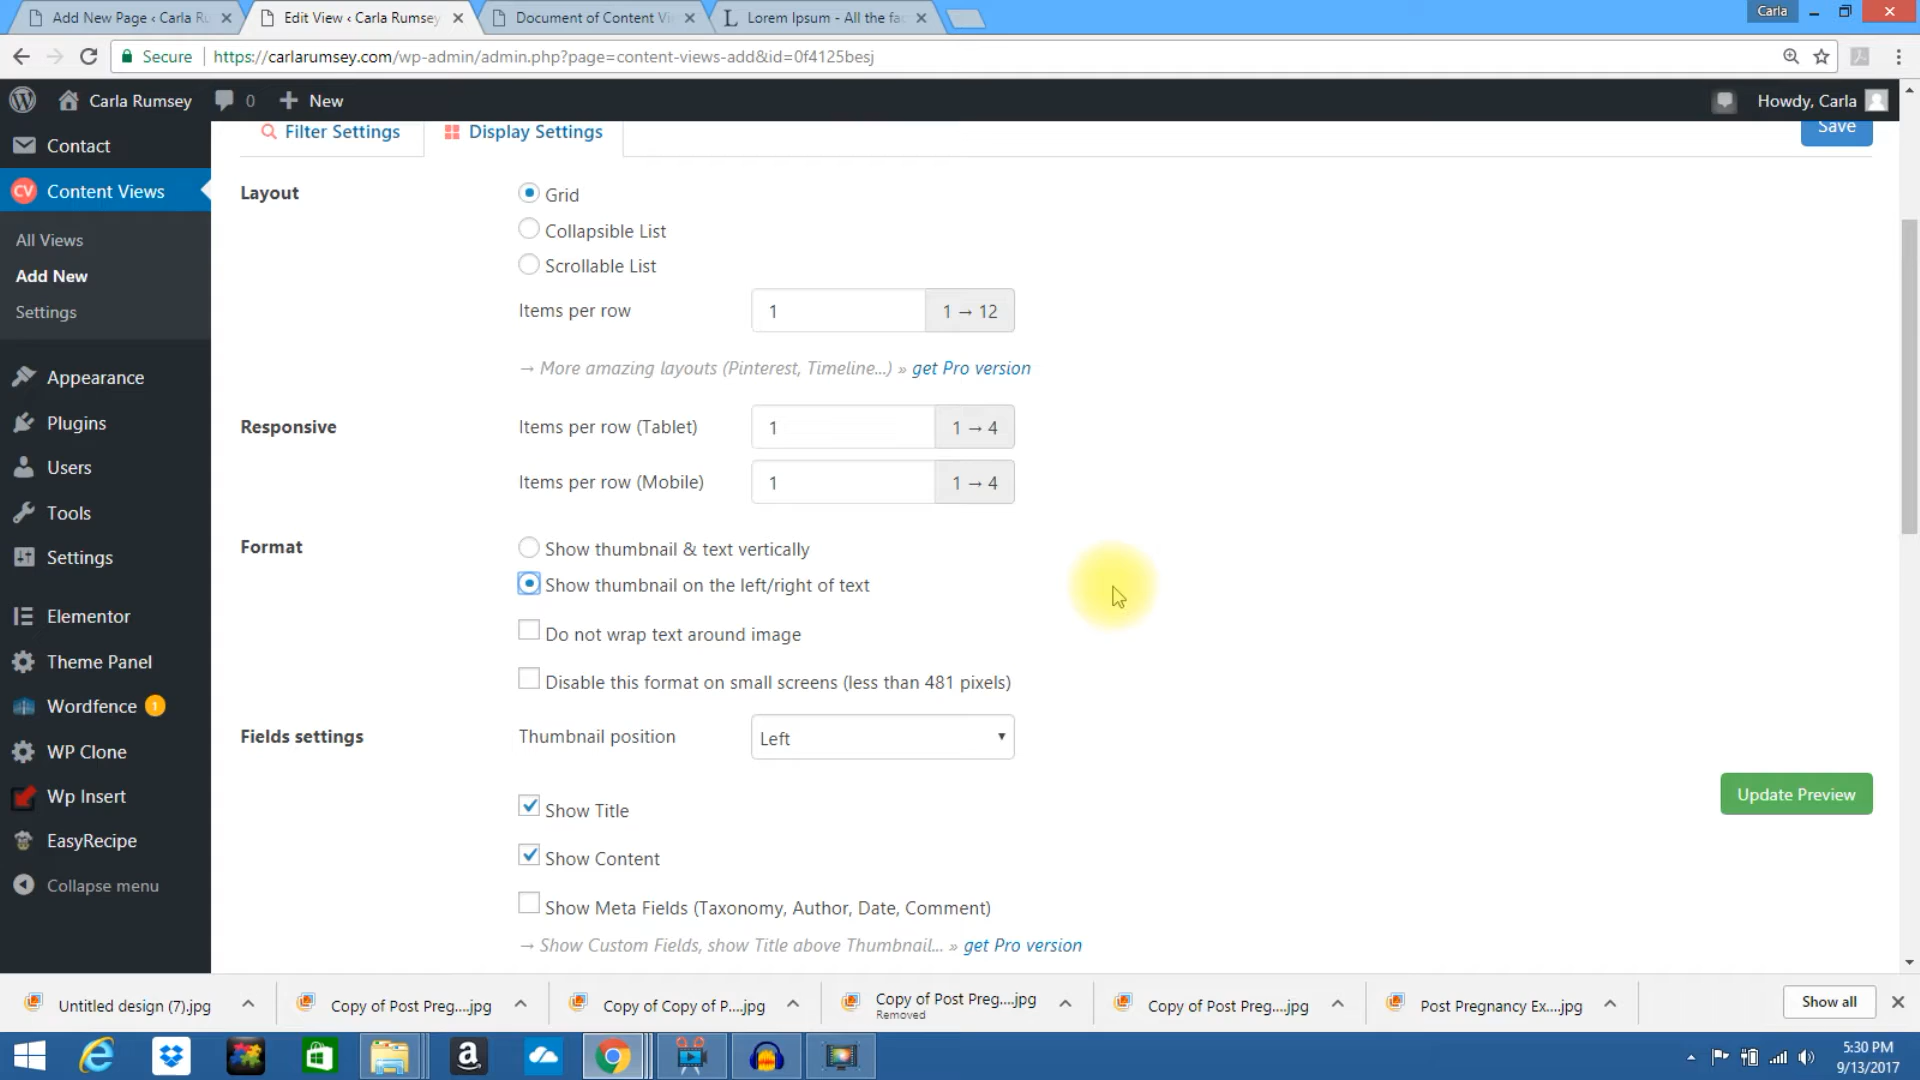 Add New Page ‹ Carla Ru
Edit View ‹ Carla Rumsey
Document of Content Vi
Lorem Ipsum - All the fa
Carla
Secure
https://carlarumsey.com/wp-admin/admin.php?page=content-views-add&id=0f4125besj
Carla Rumsey
0
New
Howdy, Carla
Contact
Content Views
All Views
Add New
Settings
Appearance
Plugins
Users
Tools
Settings
Elementor
Theme Panel
Wordfence 1
WP Clone
Wp Insert
EasyRecipe
Collapse menu
Filter Settings
Display Settings
Save
Layout
Grid
Collapsible List
Scrollable List
Items per row 1 1 → 12
→ More amazing layouts (Pinterest, Timeline...) » get Pro version
Responsive
Items per row (Tablet) 1 1 → 4
Items per row (Mobile) 1 1 → 4
Format
Show thumbnail & text vertically
Show thumbnail on the left/right of text
Do not wrap text around image
Disable this format on small screens (less than 481 pixels)
Fields settings
Thumbnail position Left
Update Preview
Show Title
Show Content
Show Meta Fields (Taxonomy, Author, Date, Comment)
→ Show Custom Fields, show Title above Thumbnail... » get Pro version
Untitled design (7).jpg
Copy of Post Preg....jpg
Copy of Copy of P....jpg
Copy of Post Preg....jpg
Removed
Copy of Post Preg....jpg
Post Pregnancy Ex....jpg
Show all
5:30 PM
9/13/2017